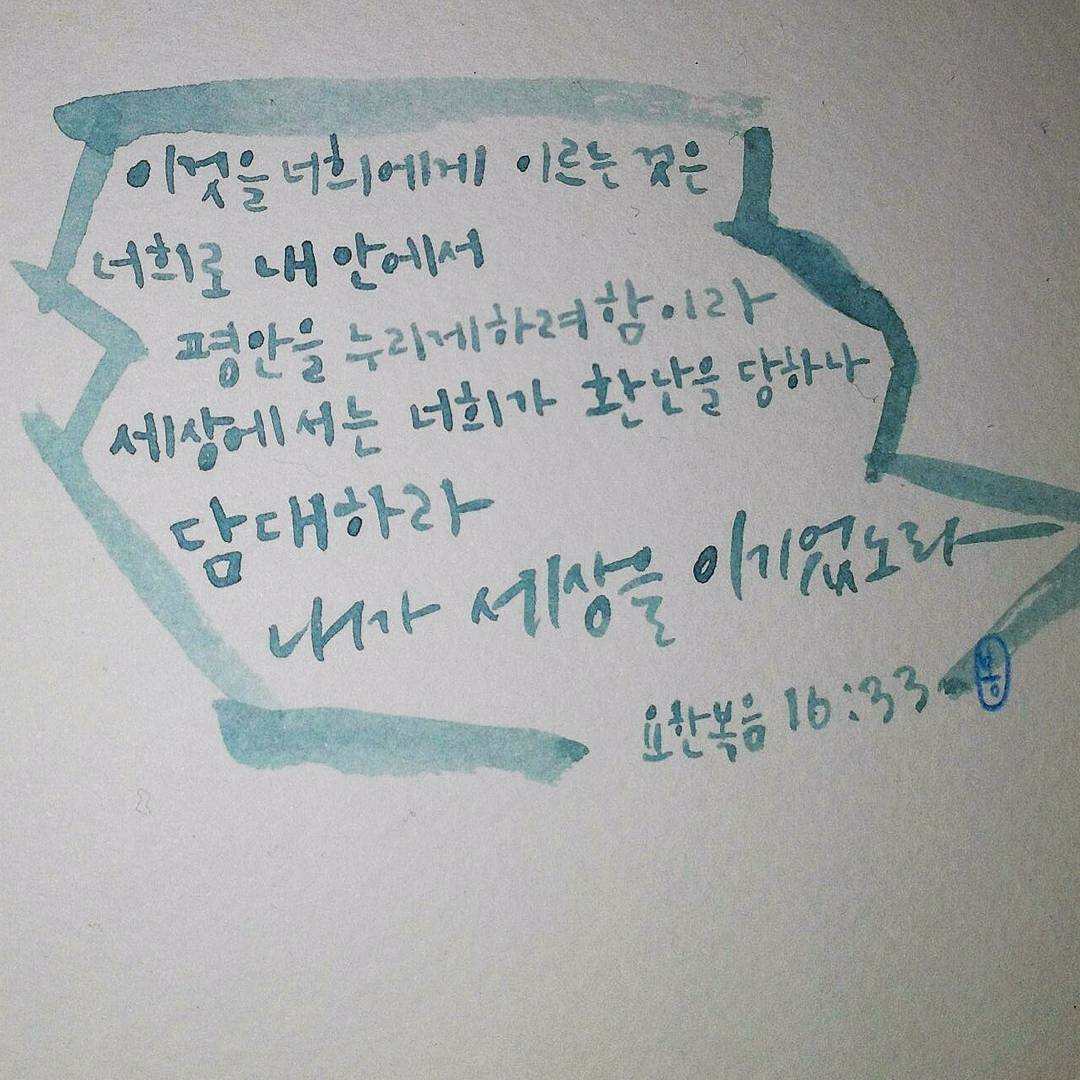 이것을 너희에게 이르는 것은
너희로 내 안에서
평안을 누리게하려함이라
세상에서는 너희가 환난을 당하나
담대하라
내가 세상을 이기었노라
요한복음 16:33